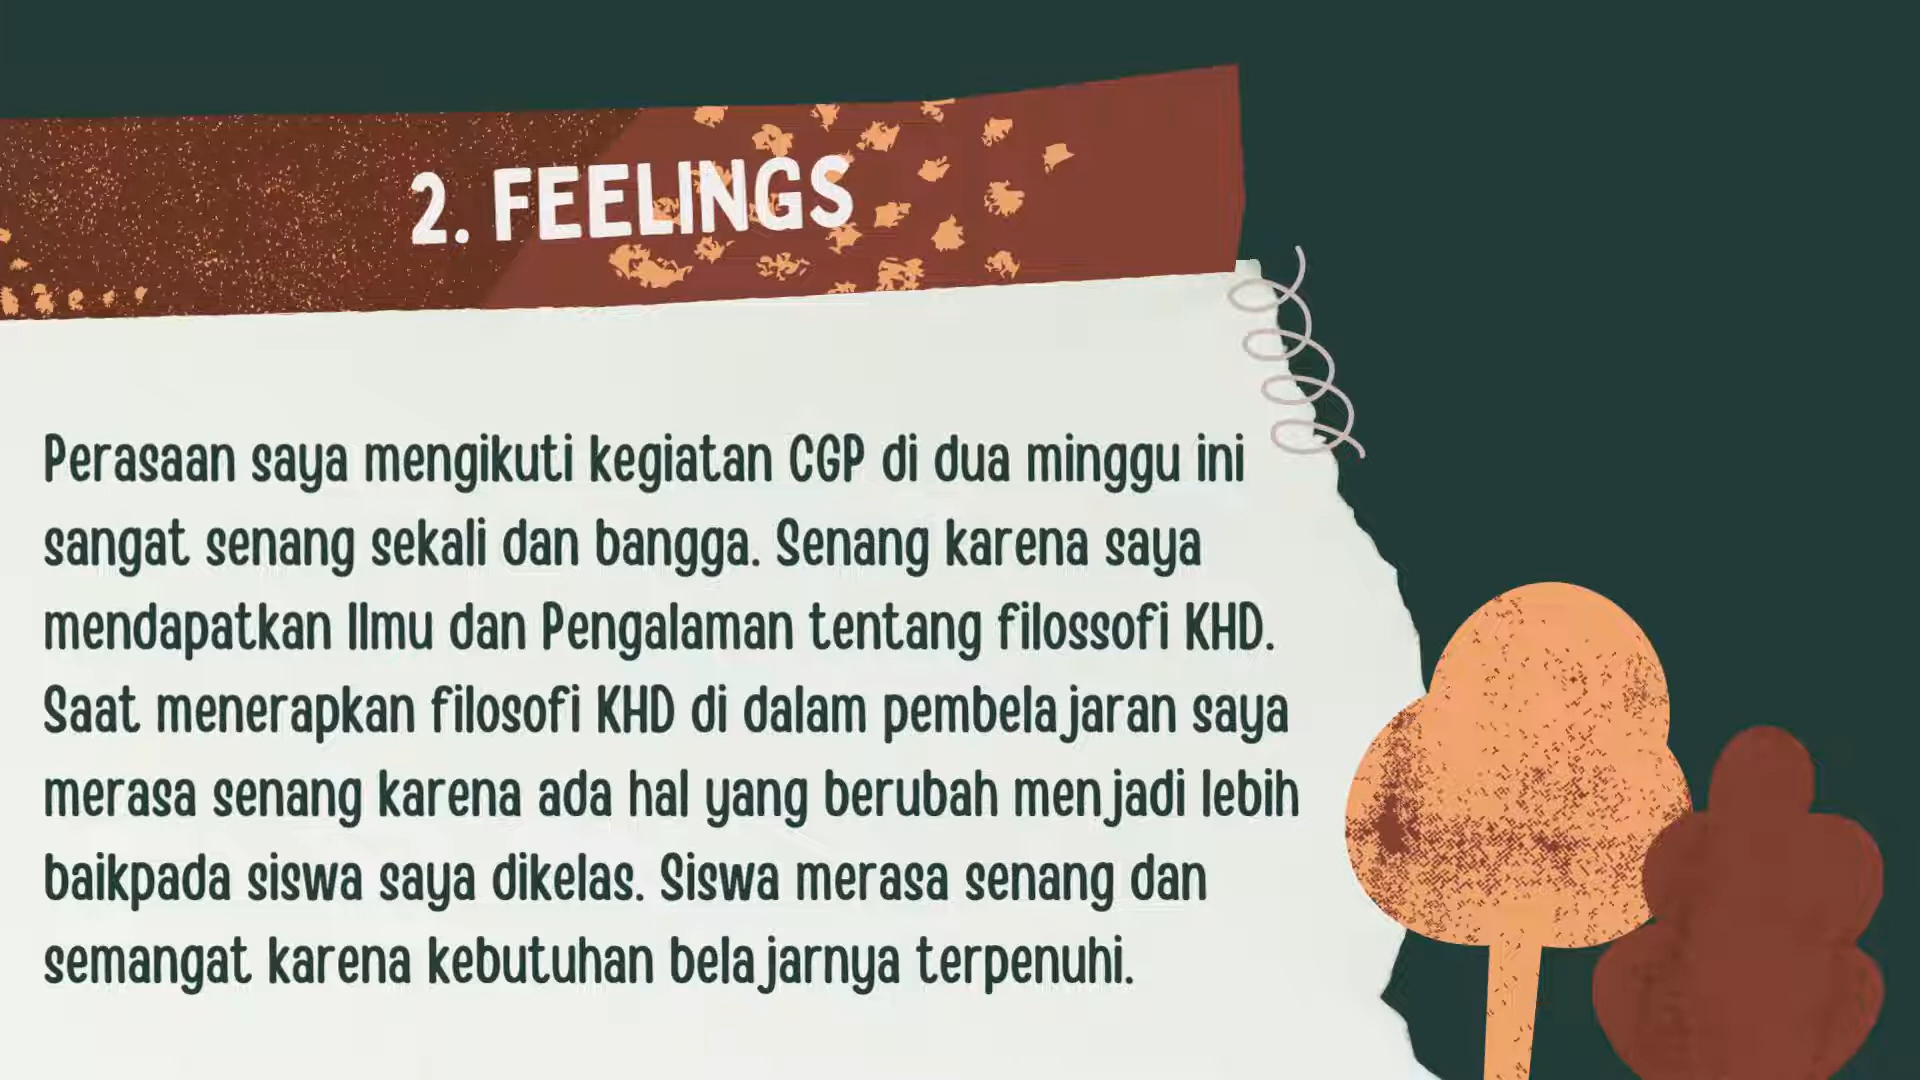 2. FEELINGS
Perasaan saya mengikuti kegiatan CGP di dua minggu ini
sangat senang sekali dan bangga. Senang karena saya
mendapatkan Ilmu dan Pengalaman tentang filossofi KHD.
Saat menerapkan filosofi KHD di dalam pembelajaran saya
merasa senang karena ada hal yang berubah menjadi lebih
baikpada siswa saya dikelas. Siswa merasa senang dan
semangat karena kebutuhan belajarnya terpenuhi.